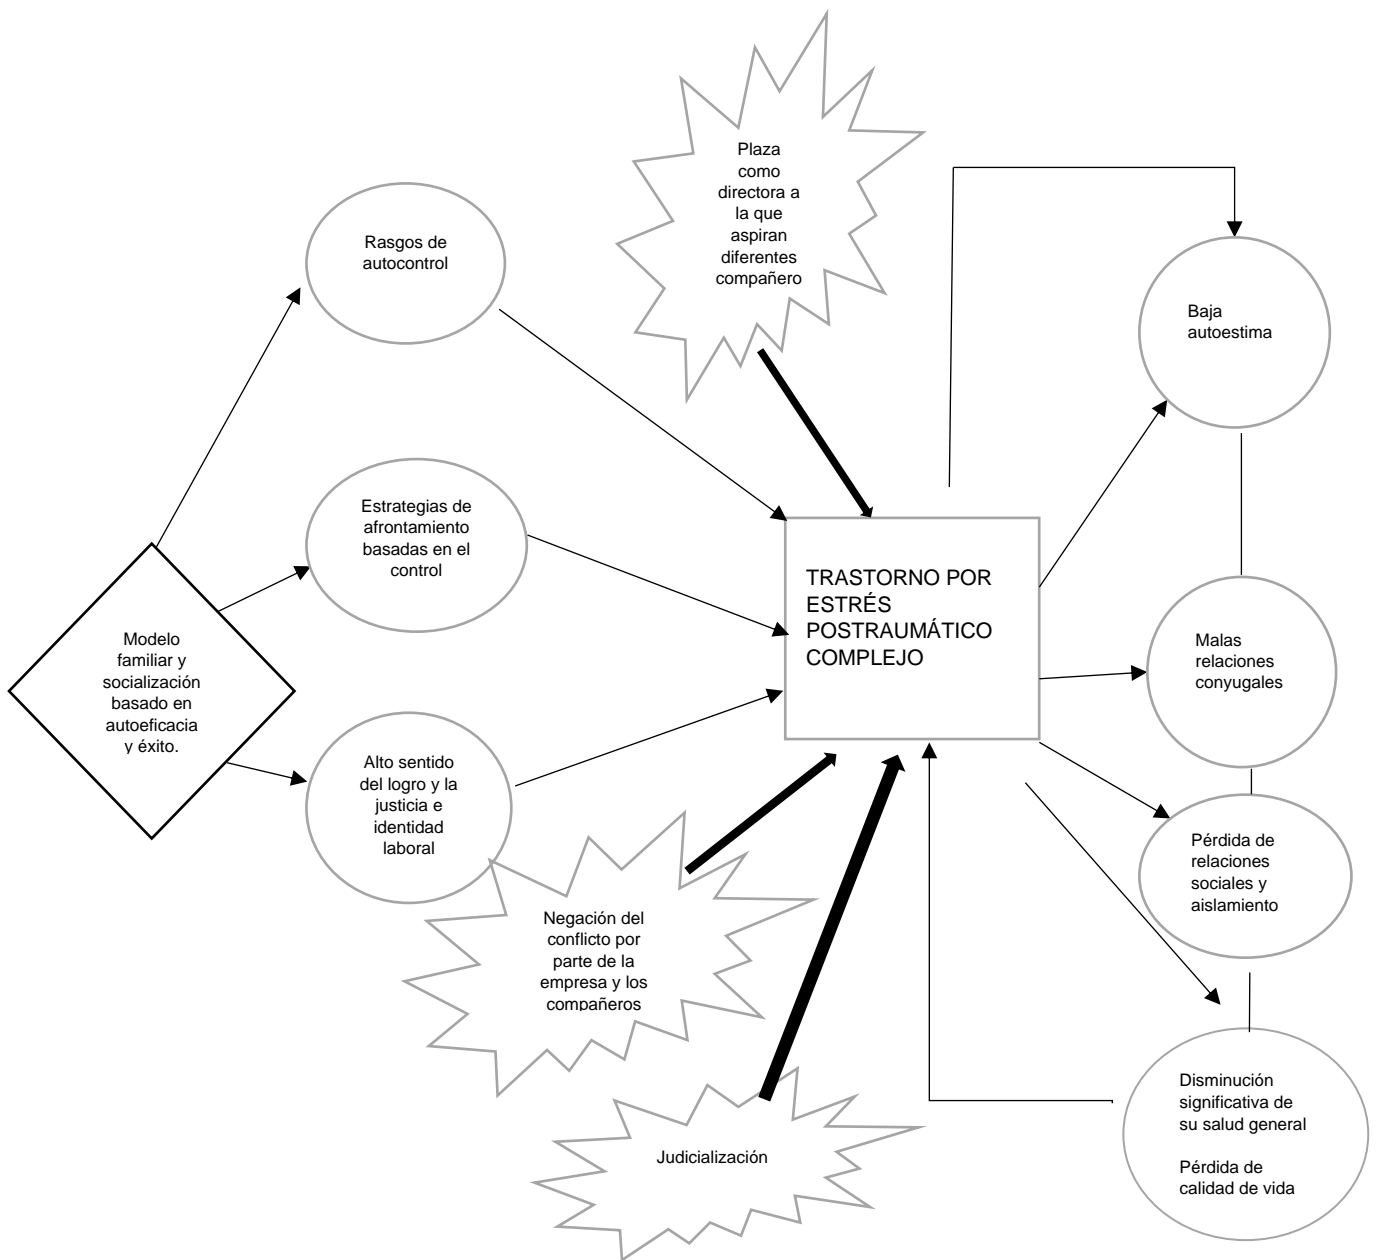 Plaza
como
directora a
la que
aspiran
diferentes
compañero
Rasgos de
autocontrol
Baja
autoestima
Estrategias de
afrontamiento
basadas en el
control
TRASTORNO POR
ESTRÉS
POSTRAUMÁTICO
COMPLEJO
Modelo
familiar y
socialización
basado en
autoeficacia
y éxito.
Malas
relaciones
conyugales
Alto sentido
del logro y la
justicia e
identidad
laboral
Pérdida de
relaciones
sociales y
aislamiento
Negación del
conflicto por
parte de la
empresa y los
compañeros
Disminución
significativa de
su salud general
Pérdida de
calidad de vida
Judicialización